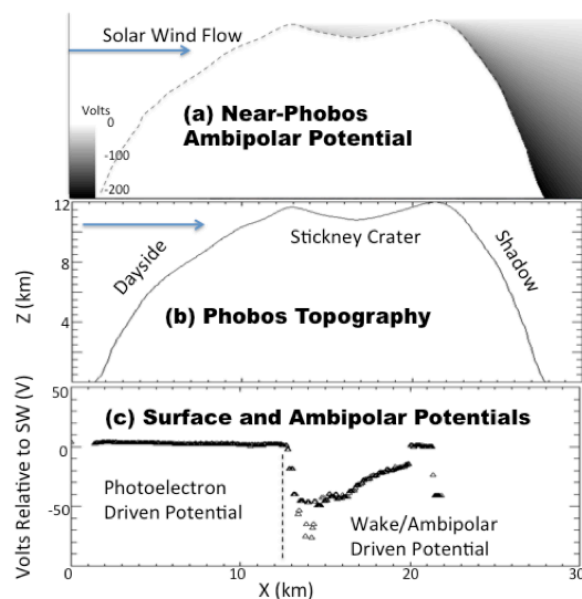 Solar Wind Flow
(a) Near-Phobos
Ambipolar Potential
Volts
0
-100
-200
12
8
4
Z (km)
Dayside
Stickney Crater
Shadow
(b) Phobos Topography
50
0
-50
Volts Relative to SW (V)
(c) Surface and Ambipolar Potentials
Photoelectron
Driven Potential
Wake/Ambipolar
Driven Potential
0
10
20
30
X (km)